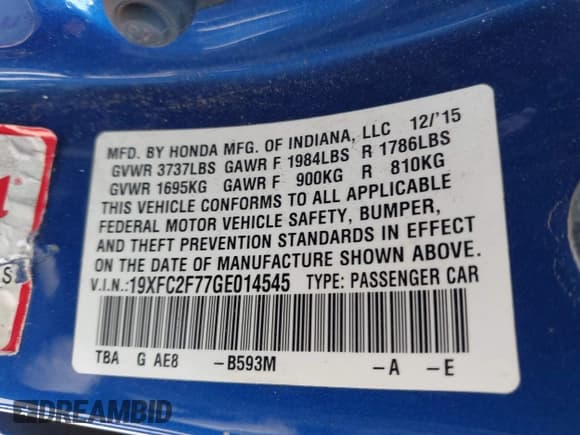 MFD. BY HONDA MFG. OF INDIANA, LLC 12/'15
GVWR 3737LBS GAWR F 1984LBS R 1786LBS
GVWR 1695KG GAWR F 900KG R 810KG
THIS VEHICLE CONFORMS TO ALL APPLICABLE
FEDERAL MOTOR VEHICLE SAFETY, BUMPER,
AND THEFT PREVENTION STANDARDS IN EFFECT
ON THE DATE OF MANUFACTURE SHOWN ABOVE.
V.I.N.:19XFC2F77GE014545 TYPE: PASSENGER CAR
TBA G AE8 -B593M -A -E
DREAMBID